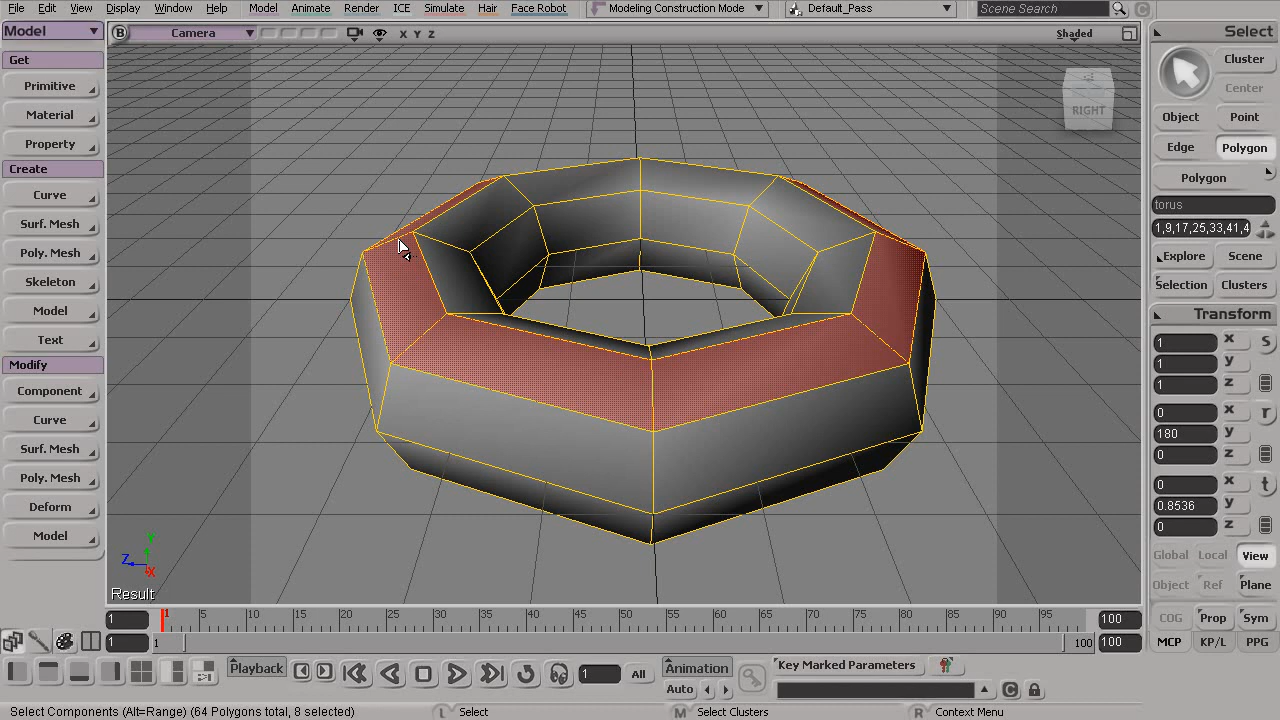 File Edit View Display Window Help Model Animate Render ICE Simulate Hair Face Robot Modeling Construction Mode Default_Pass Scene Search
Model B Camera X Y Z Shaded Select
Get
Primitive
Material
Property
Create
Curve
Surf. Mesh
Poly. Mesh
Skeleton
Model
Text
Modify
Component
Curve
Surf. Mesh
Poly. Mesh
Deform
Model
RIGHT
Z Y X
Result
Cluster
Center
Object Point
Edge Polygon
Polygon
torus
1,9,17,25,33,41,4
Explore Scene
Selection Clusters
Transform
1 x s
1 y
1 z
0 x r
180 y
0 z
0 x t
0.8536 y
0 z
Global Local View
Object Ref Plane
COG Prop Sym
MCP KP/L PPG
1 1 5 10 15 20 25 30 35 40 45 50 55 60 65 70 75 80 85 90 95 100
1 1 100 100
Playback 1 All Animation Key Marked Parameters
Auto
Select Components (Alt=Range) (64 Polygons total, 8 selected) L Select M Select Clusters R Context Menu